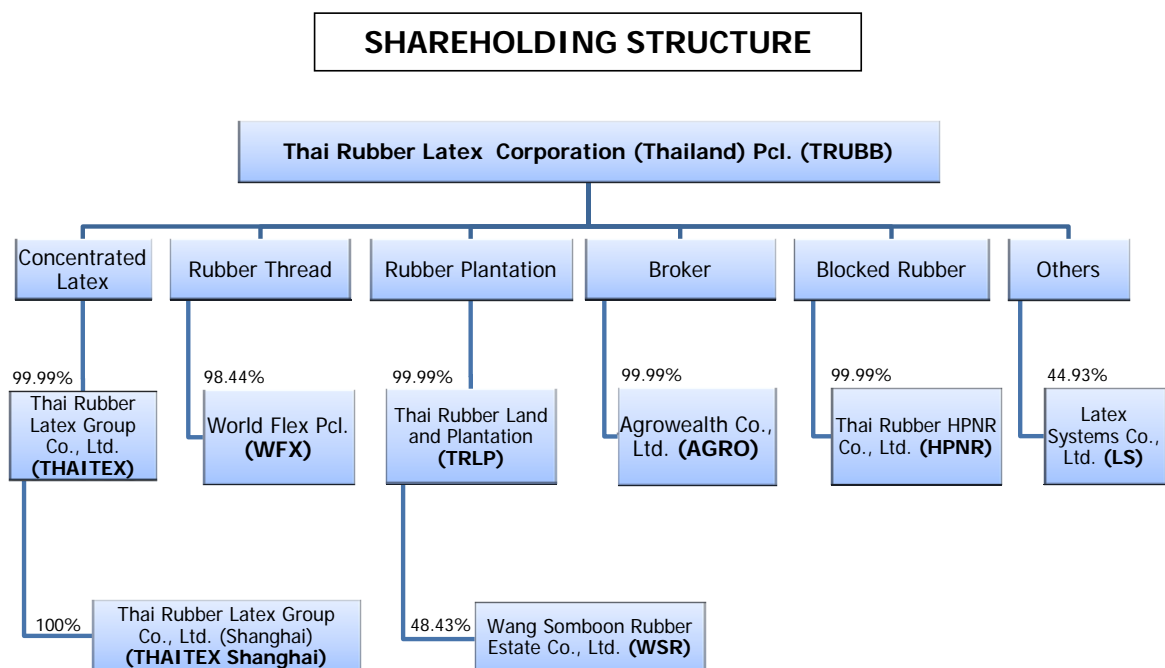 SHAREHOLDING STRUCTURE
Thai Rubber Latex Corporation (Thailand) Pcl. (TRUBB)
Concentrated
Latex
Rubber Thread
Rubber Plantation
Broker
Blocked Rubber
Others
99.99%
Thai Rubber
Latex Group
Co., Ltd.
(THAITEX)
98.44%
World Flex Pcl.
(WFX)
99.99%
Thai Rubber Land
and Plantation
(TRLP)
99.99%
Agrowealth Co.,
Ltd. (AGRO)
99.99%
Thai Rubber HPNR
Co., Ltd. (HPNR)
44.93%
Latex
Systems Co.,
Ltd. (LS)
100%
Thai Rubber Latex Group
Co., Ltd. (Shanghai)
(THAITEX Shanghai)
48.43%
Wang Somboon Rubber
Estate Co., Ltd. (WSR)